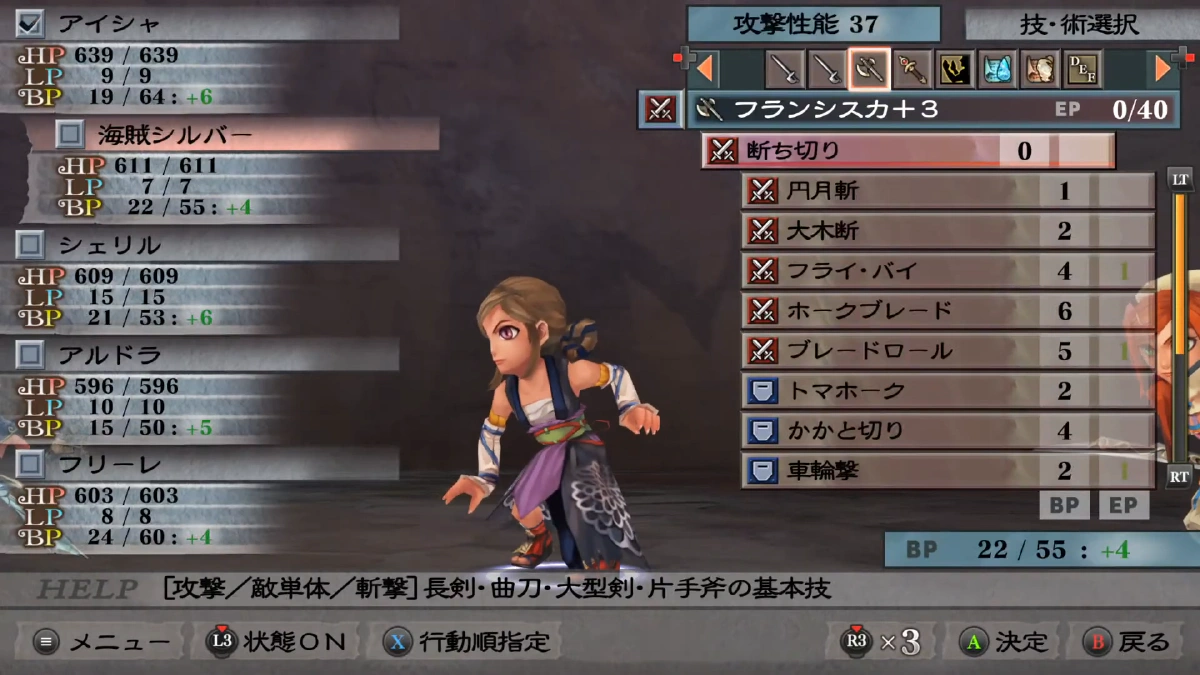 アイシャ
HP 639 / 639
LP 9 / 9
BP 19 / 64 : +6
海賊シルバー
HP 611 / 611
LP 7 / 7
BP 22 / 55 : +4
シェリル
HP 609 / 609
LP 15 / 15
BP 21 / 53 : +6
アルドラ
HP 596 / 596
LP 10 / 10
BP 15 / 50 : +5
フリーレ
HP 603 / 603
LP 8 / 8
BP 24 / 60 : +4
攻撃性能 37
技・術選択
DEF
フランシスカ+3 EP 0/40
断ち切り 0
円月斬 1
大木断 2
フライ・バイ 4 1
ホークブレード 6
ブレードロール 5 1
トマホーク 2
かかと切り 4
車輪撃 2 1
LT
RT
BP EP
BP 22 / 55 : +4
HELP [攻撃/敵単体/斬撃]長剣・曲刀・大型剣・片手斧の基本技
メニュー L3 状態ON X 行動順指定 R3 ×3 A 決定 B 戻る